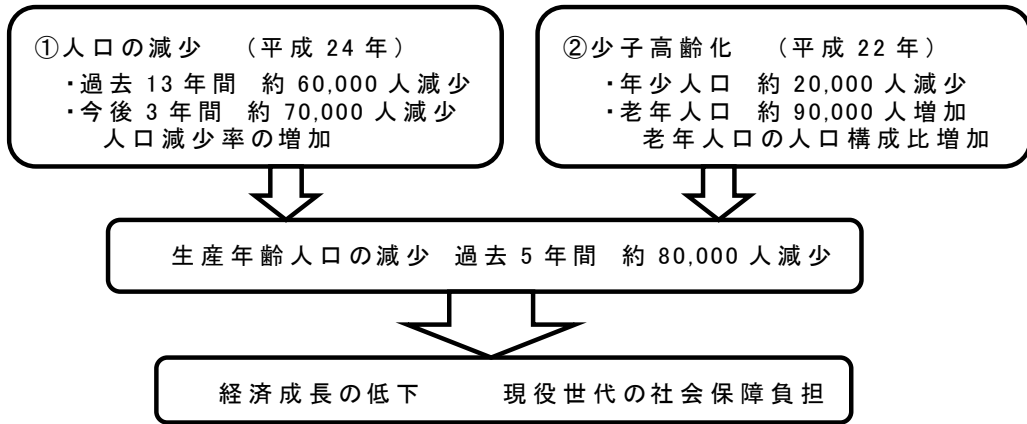 ①人口の減少 （平成 24 年）
・過去 13 年間 約 60,000 人減少
・今後 3 年間 約 70,000 人減少
人口減少率の増加
②少子高齢化 （平成 22 年）
・年少人口 約 20,000 人減少
・老年人口 約 90,000 人増加
老年人口の人口構成比増加
生産年齢人口の減少 過去 5 年間 約 80,000 人減少
経済成長の低下 現役世代の社会保障負担